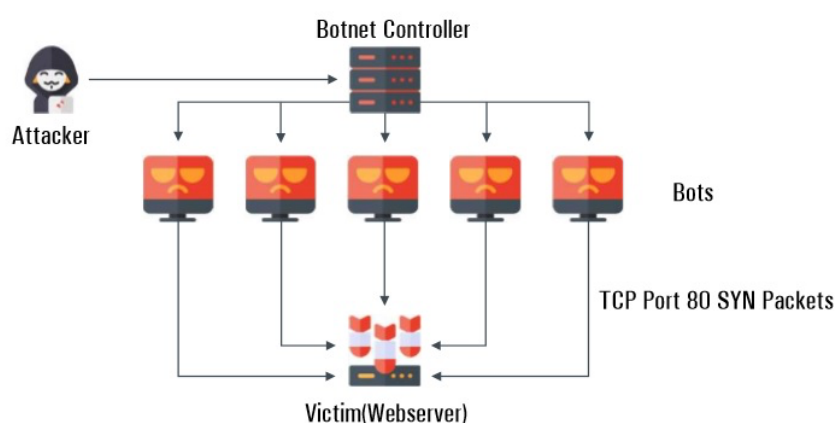 Botnet Controller
Attacker
Bots
TCP Port 80 SYN Packets
Victim(Webserver)